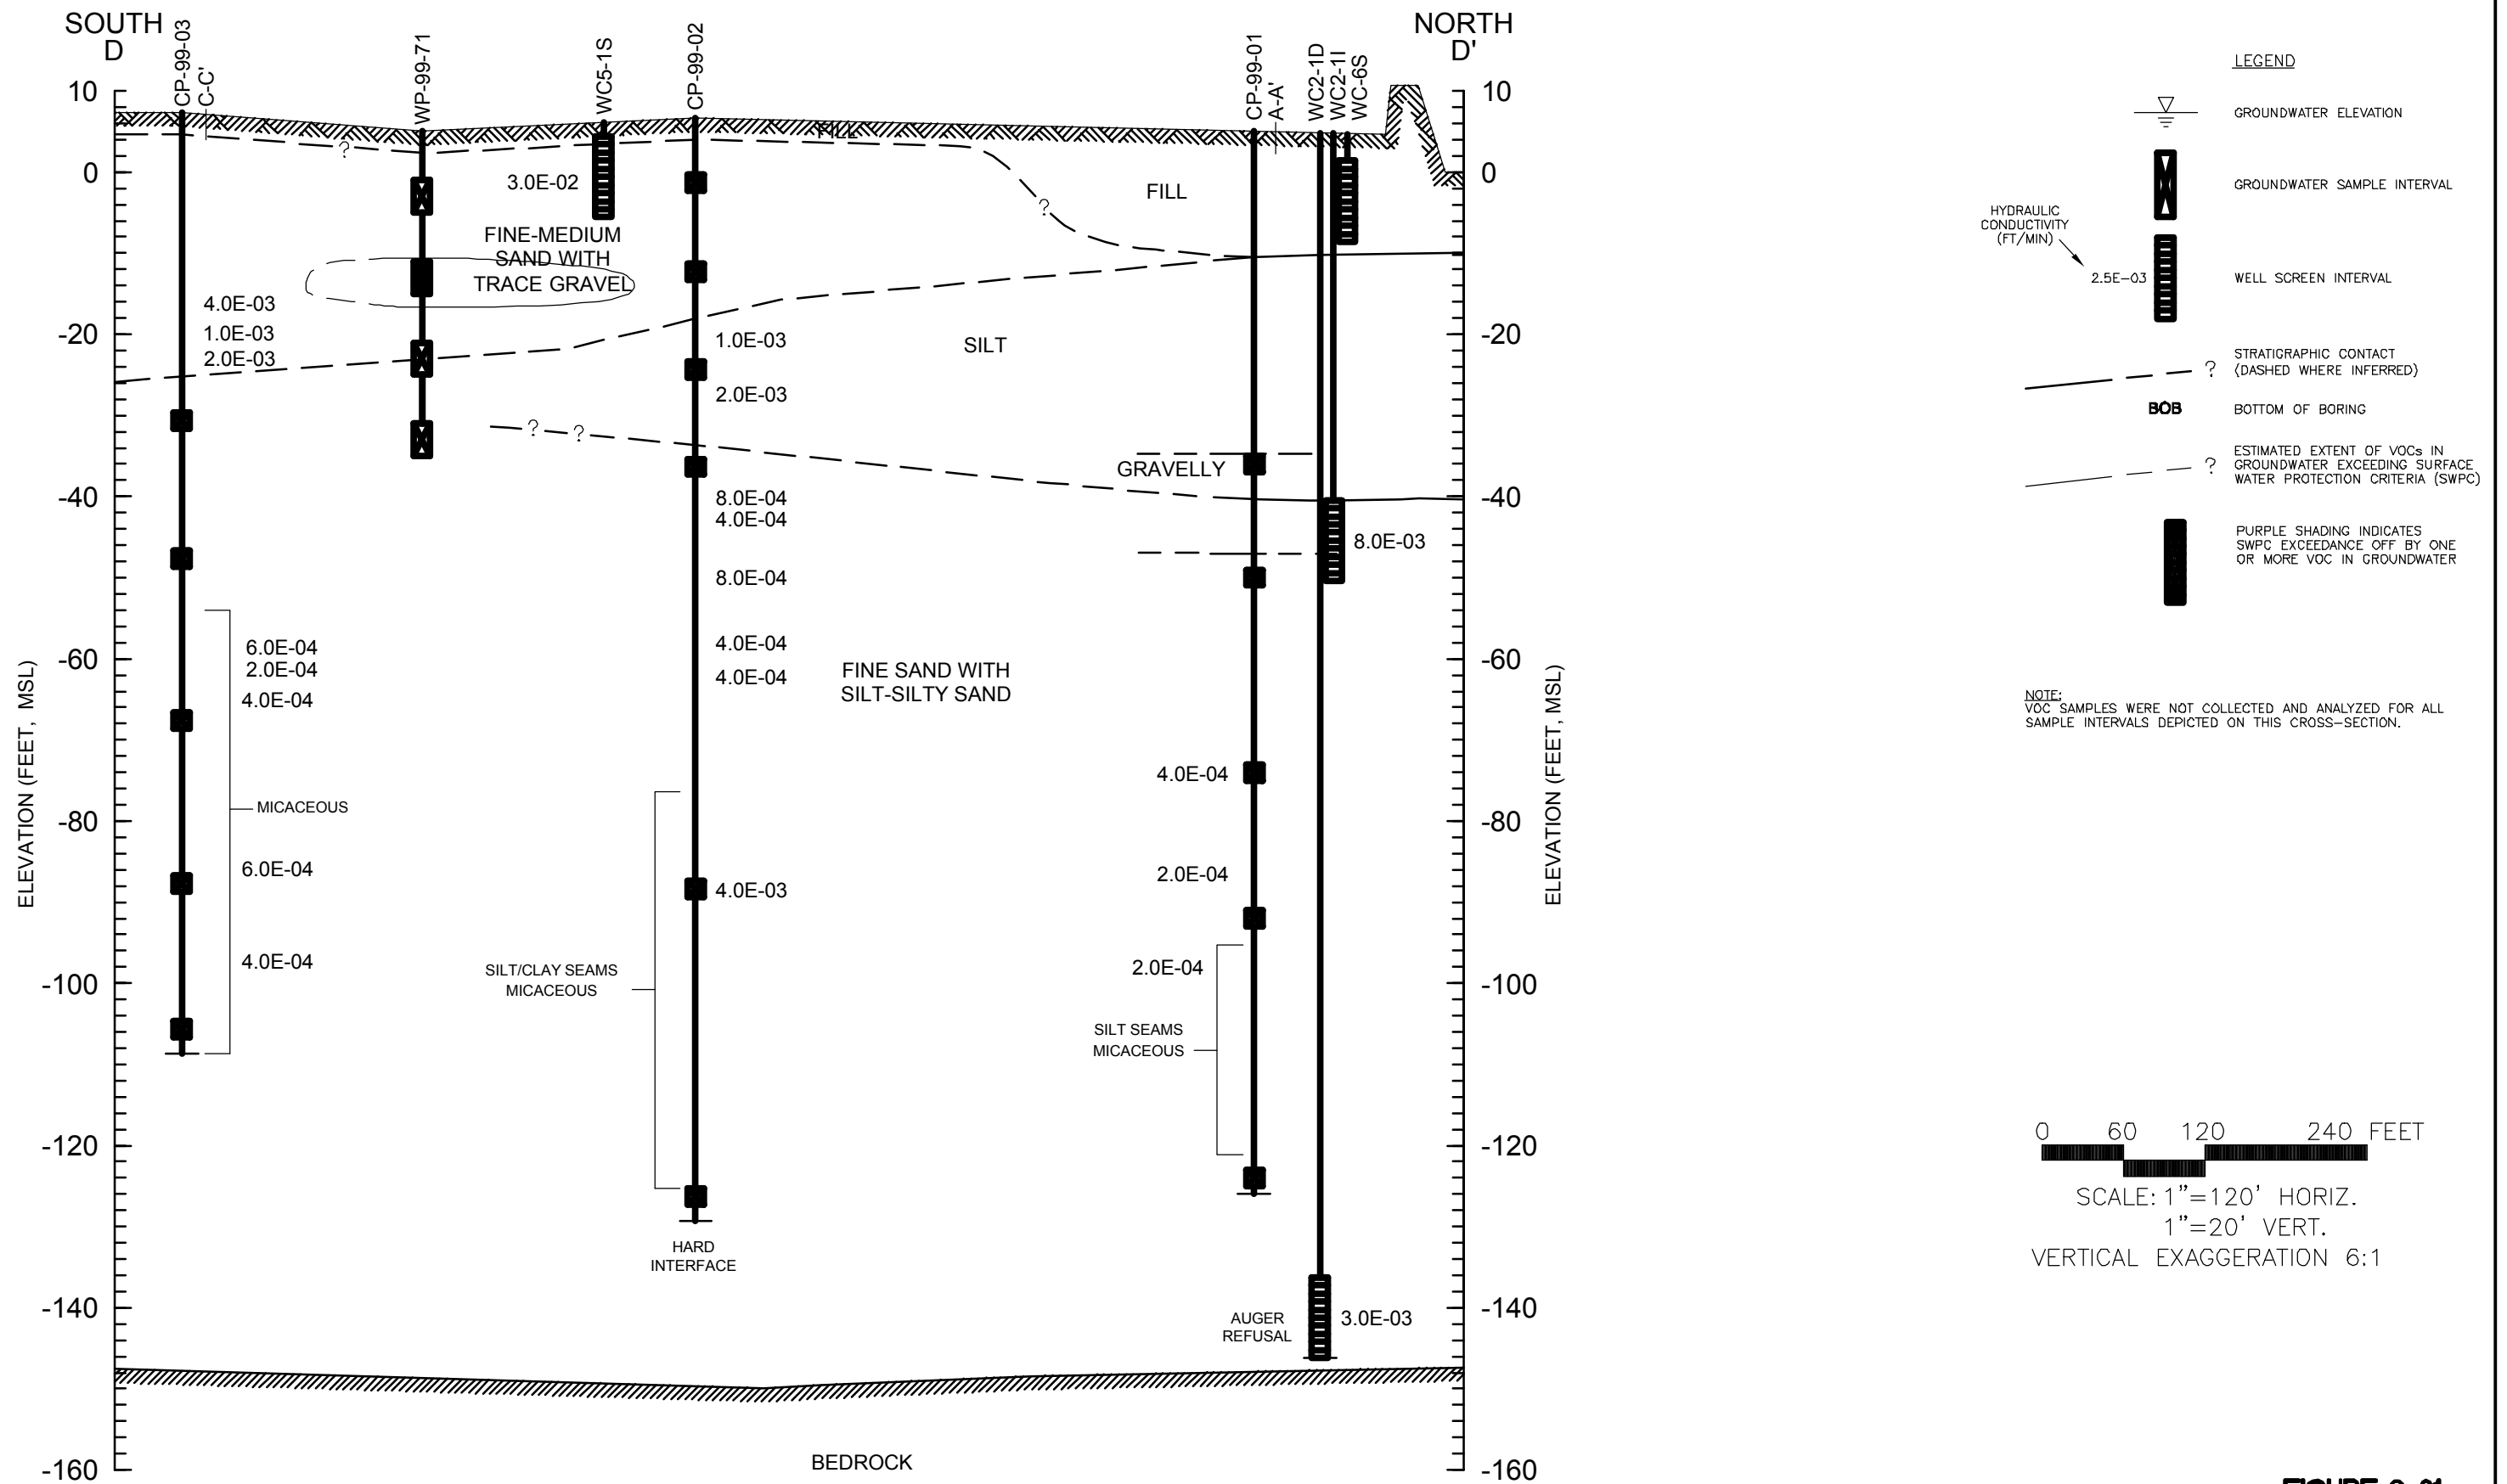 SOUTH
D
NORTH
D'
CP-99-03
C-C'
WP-99-71
WC5-1S
CP-99-02
CP-99-01
A-A'
WC2-1D
WC2-1I
WC-6S
10
0
-20
-40
-60
-80
-100
-120
-140
-160
ELEVATION (FEET, MSL)
10
0
-20
-40
-60
-80
-100
-120
-140
-160
ELEVATION (FEET, MSL)
FILL
?
3.0E-02
FILL
?
FINE-MEDIUM
SAND WITH
TRACE GRAVEL
4.0E-03
1.0E-03
2.0E-03
1.0E-03
SILT
2.0E-03
? ?
GRAVELLY
8.0E-04
4.0E-04
8.0E-03
8.0E-04
6.0E-04
2.0E-04
4.0E-04
4.0E-04
4.0E-04
FINE SAND WITH
SILT-SILTY SAND
4.0E-04
MICACEOUS
6.0E-04
4.0E-03
2.0E-04
4.0E-04
SILT/CLAY SEAMS
MICACEOUS
2.0E-04
SILT SEAMS
MICACEOUS
HARD
INTERFACE
AUGER
REFUSAL
3.0E-03
BEDROCK
LEGEND
GROUNDWATER ELEVATION
GROUNDWATER SAMPLE INTERVAL
HYDRAULIC
CONDUCTIVITY
(FT/MIN)
2.5E-03
WELL SCREEN INTERVAL
?
STRATIGRAPHIC CONTACT
(DASHED WHERE INFERRED)
BOB
BOTTOM OF BORING
?
ESTIMATED EXTENT OF VOCs IN
GROUNDWATER EXCEEDING SURFACE
WATER PROTECTION CRITERIA (SWPC)
PURPLE SHADING INDICATES
SWPC EXCEEDANCE OFF BY ONE
OR MORE VOC IN GROUNDWATER
NOTE:
VOC SAMPLES WERE NOT COLLECTED AND ANALYZED FOR ALL
SAMPLE INTERVALS DEPICTED ON THIS CROSS-SECTION.
0 60 120 240 FEET
SCALE: 1"=120' HORIZ.
1"=20' VERT.
VERTICAL EXAGGERATION 6:1